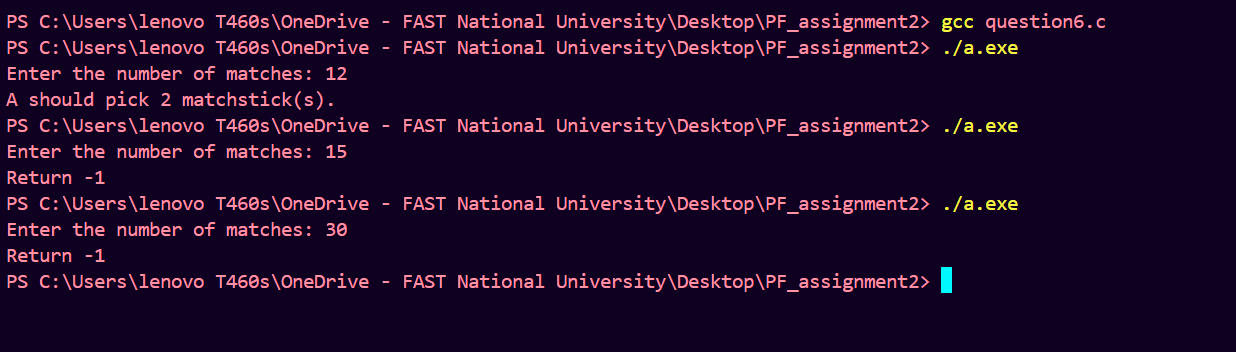 PS C:\Users\lenovo T460s\OneDrive - FAST National University\Desktop\PF_assignment2> gcc question6.c
PS C:\Users\lenovo T460s\OneDrive - FAST National University\Desktop\PF_assignment2> ./a.exe
Enter the number of matches: 12
A should pick 2 matchstick(s).
PS C:\Users\lenovo T460s\OneDrive - FAST National University\Desktop\PF_assignment2> ./a.exe
Enter the number of matches: 15
Return -1
PS C:\Users\lenovo T460s\OneDrive - FAST National University\Desktop\PF_assignment2> ./a.exe
Enter the number of matches: 30
Return -1
PS C:\Users\lenovo T460s\OneDrive - FAST National University\Desktop\PF_assignment2>